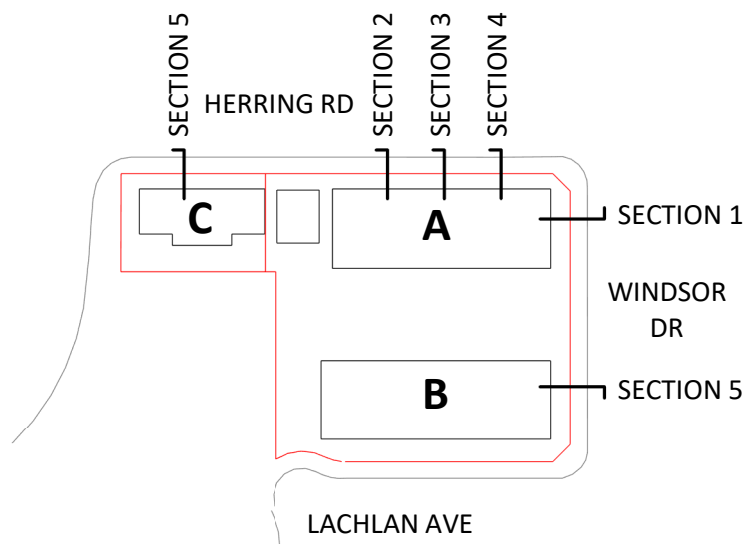 SECTION 5
HERRING RD
SECTION 2
SECTION 3
SECTION 4
C
A
SECTION 1
WINDSOR
DR
B
SECTION 5
LACHLAN AVE